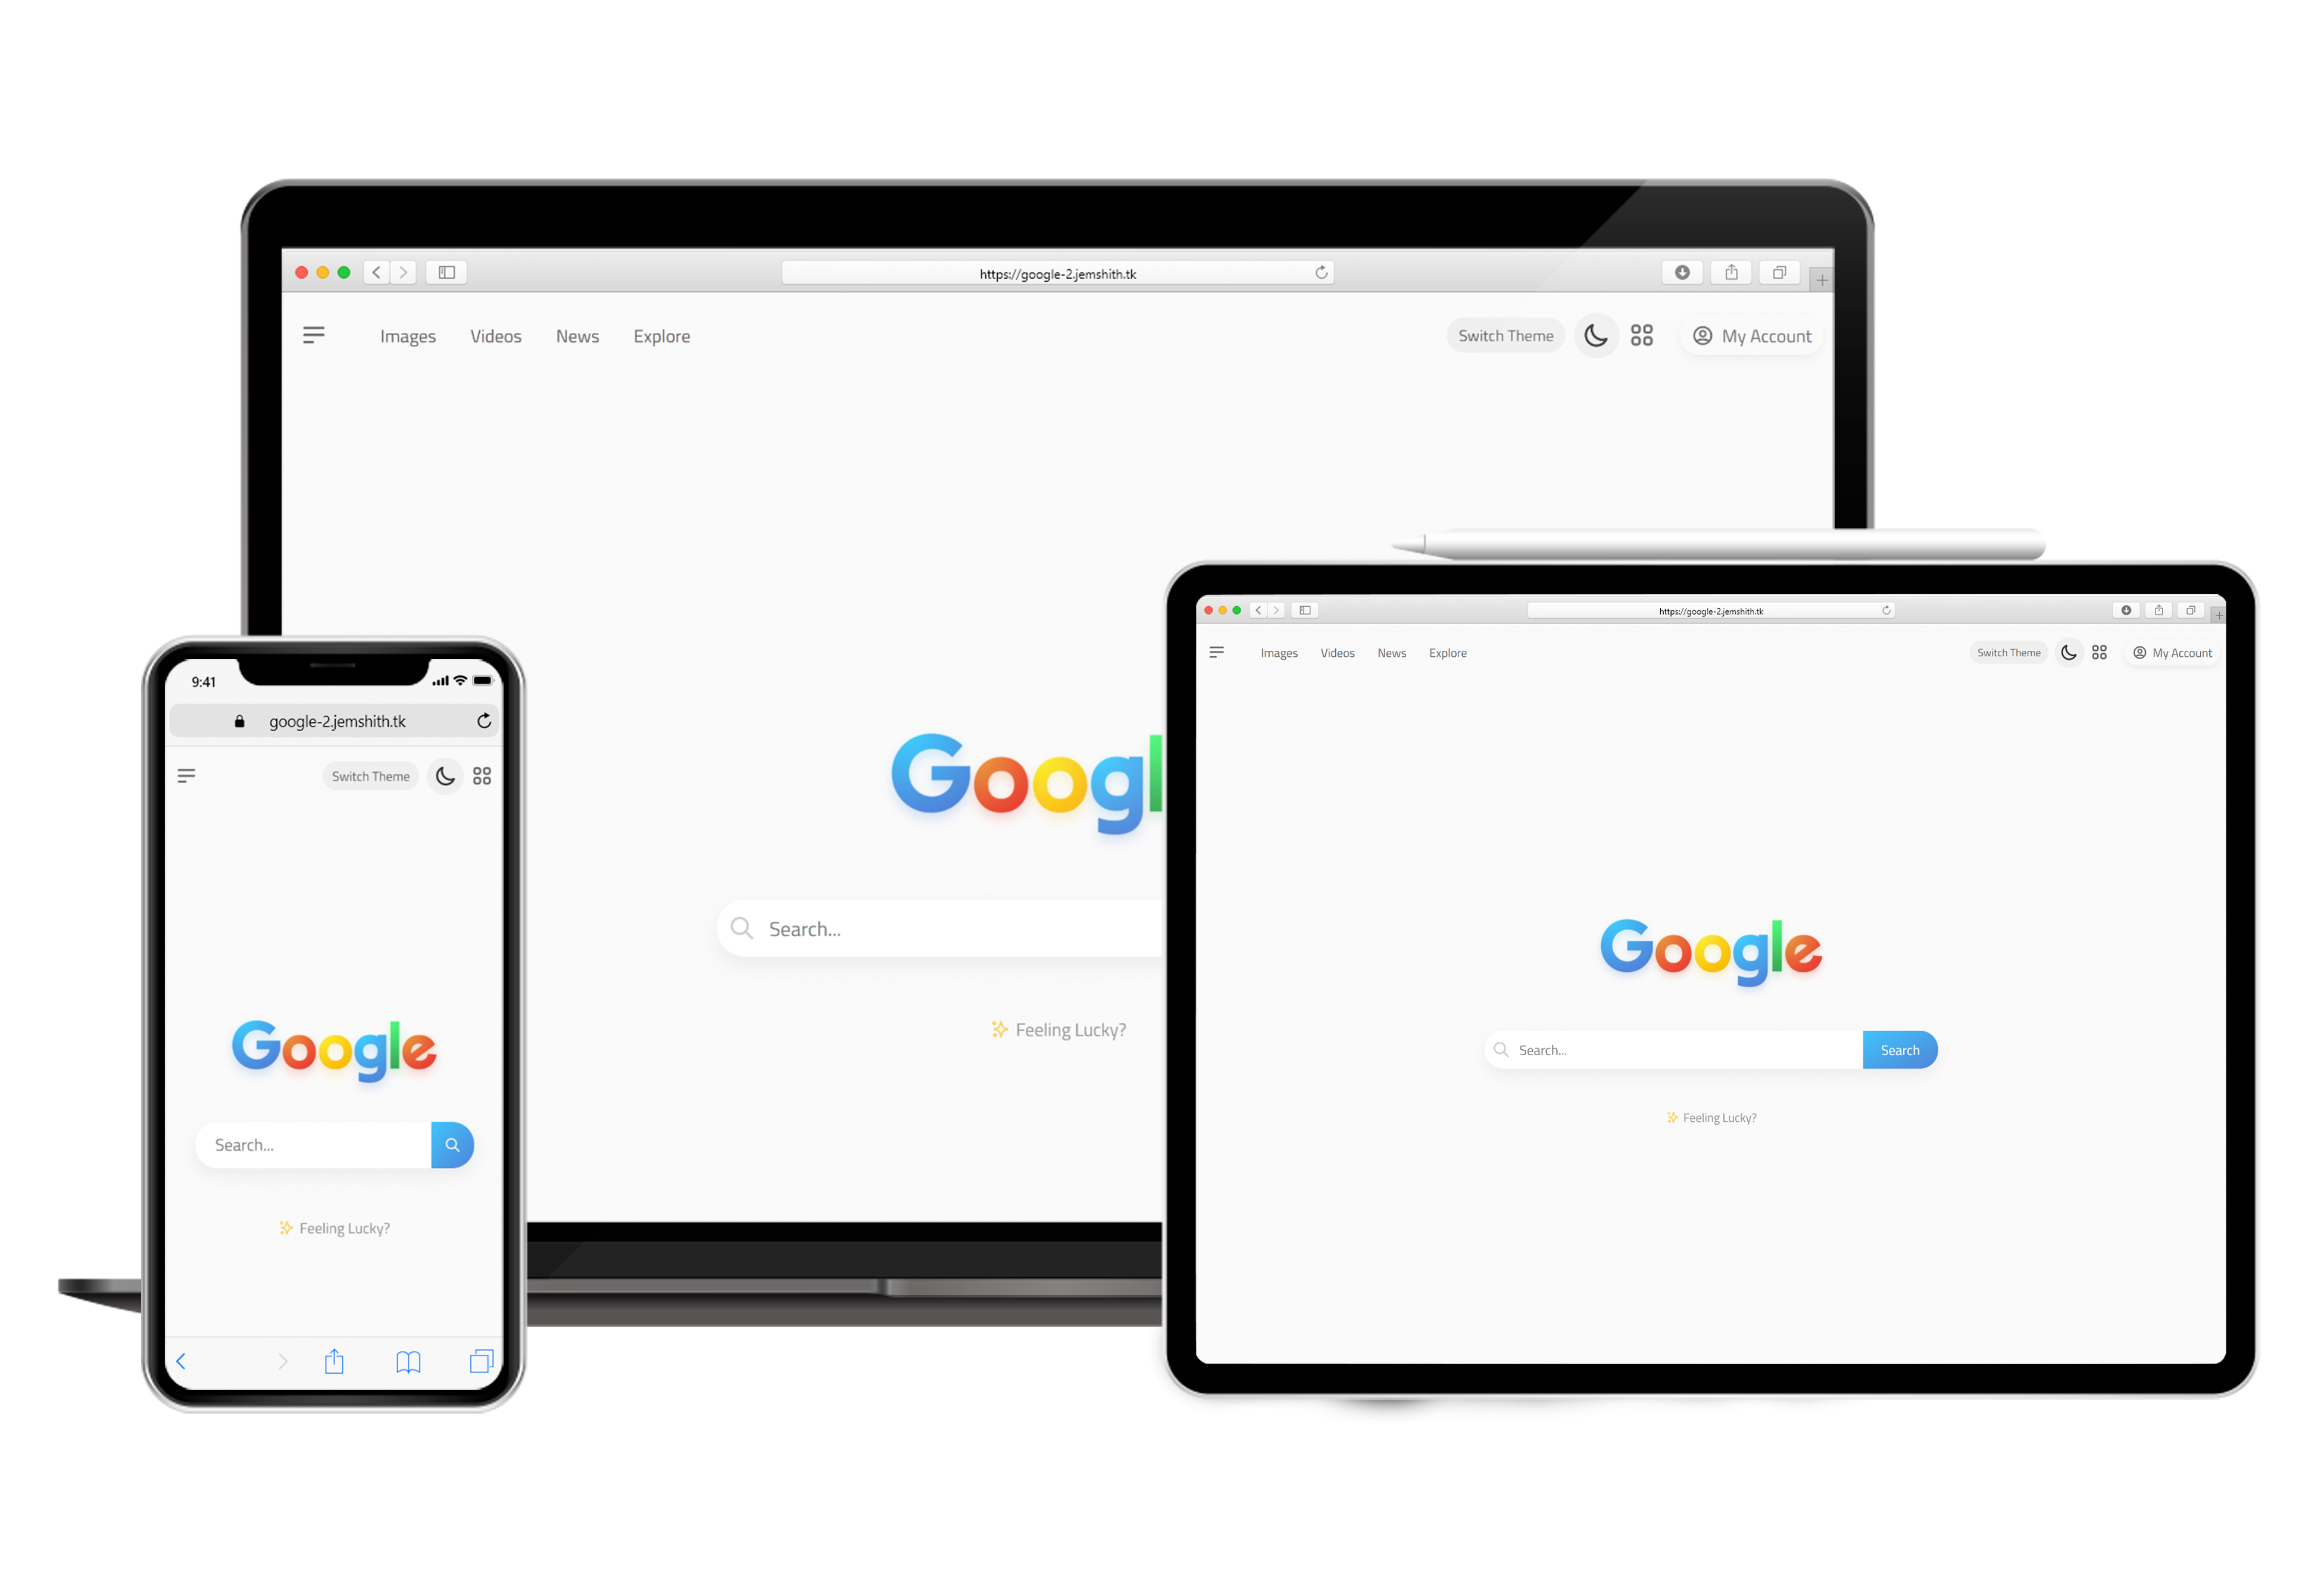 https://google-2.jemshith.tk
Images Videos News Explore Switch Theme My Account
Googl
Search...
Feeling Lucky?
9:41
google-2.jemshith.tk
Switch Theme
Google
Search...
Feeling Lucky?
https://google-2.jemshith.tk
Images Videos News Explore Switch Theme My Account
Google
Search... Search
Feeling Lucky?